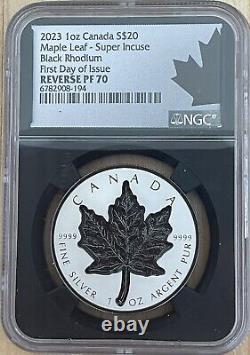 2023 1oz Canada S$20
Maple Leaf - Super Incuse
Black Rhodium
First Day of Issue
REVERSE PF 70
6782908-194
NGC
CANADA
9999
9999
FINE SILVER 1 OZ ARGENT PUR